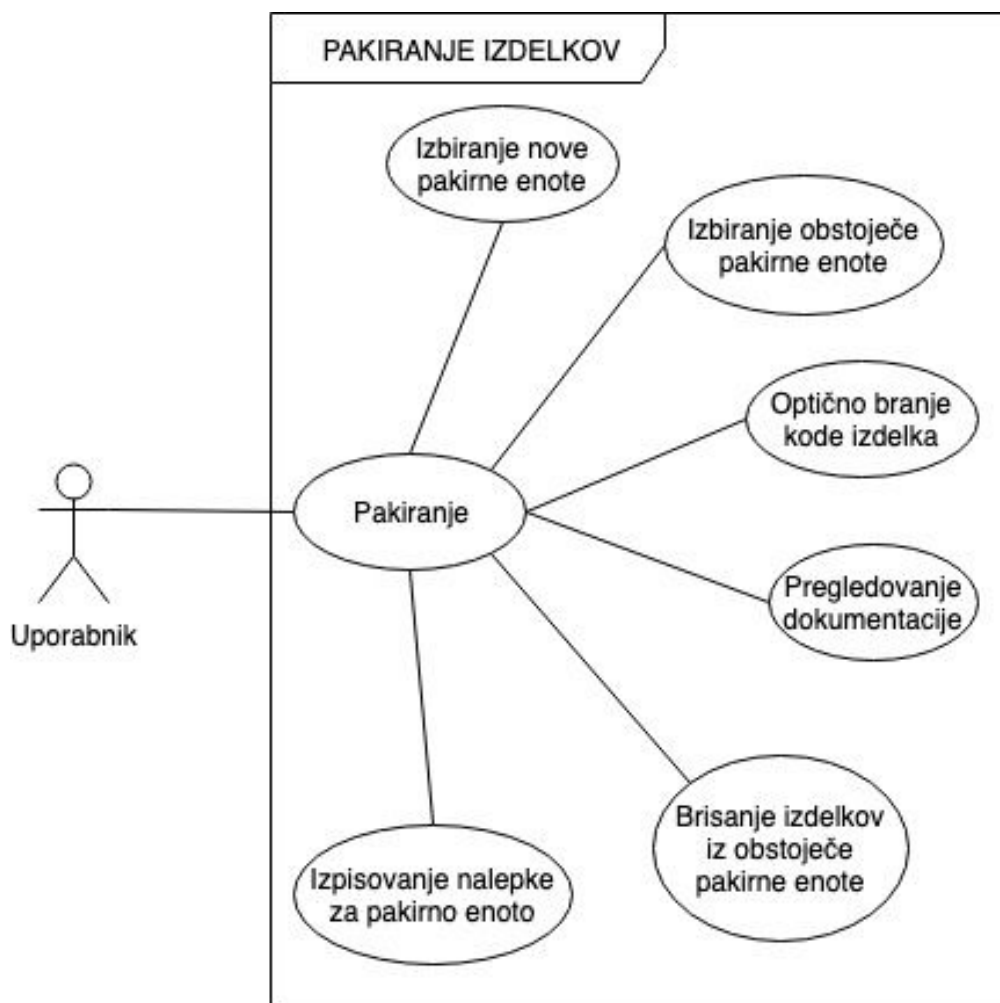 PAKIRANJE IZDELKOV
Izbiranje nove
pakirne enote
Izbiranje obstoječe
pakirne enote
Optično branje
kode izdelka
Pakiranje
Pregledovanje
dokumentacije
Uporabnik
Brisanje izdelkov
iz obstoječe
pakirne enote
Izpisovanje nalepke
za pakirno enoto